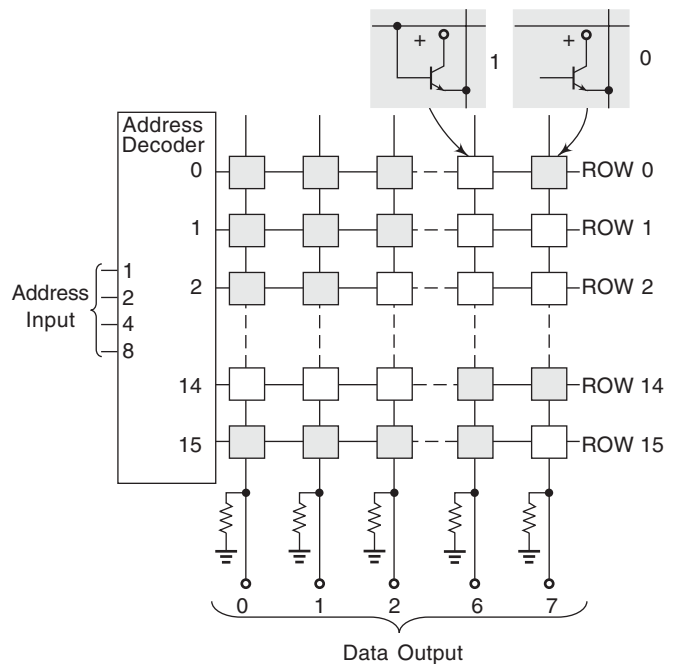 +
1
+
0
Address
Decoder
0
ROW 0
1
ROW 1
1
2
4
8
Address
Input
2
ROW 2
14
ROW 14
15
ROW 15
0 1 2 6 7
Data Output